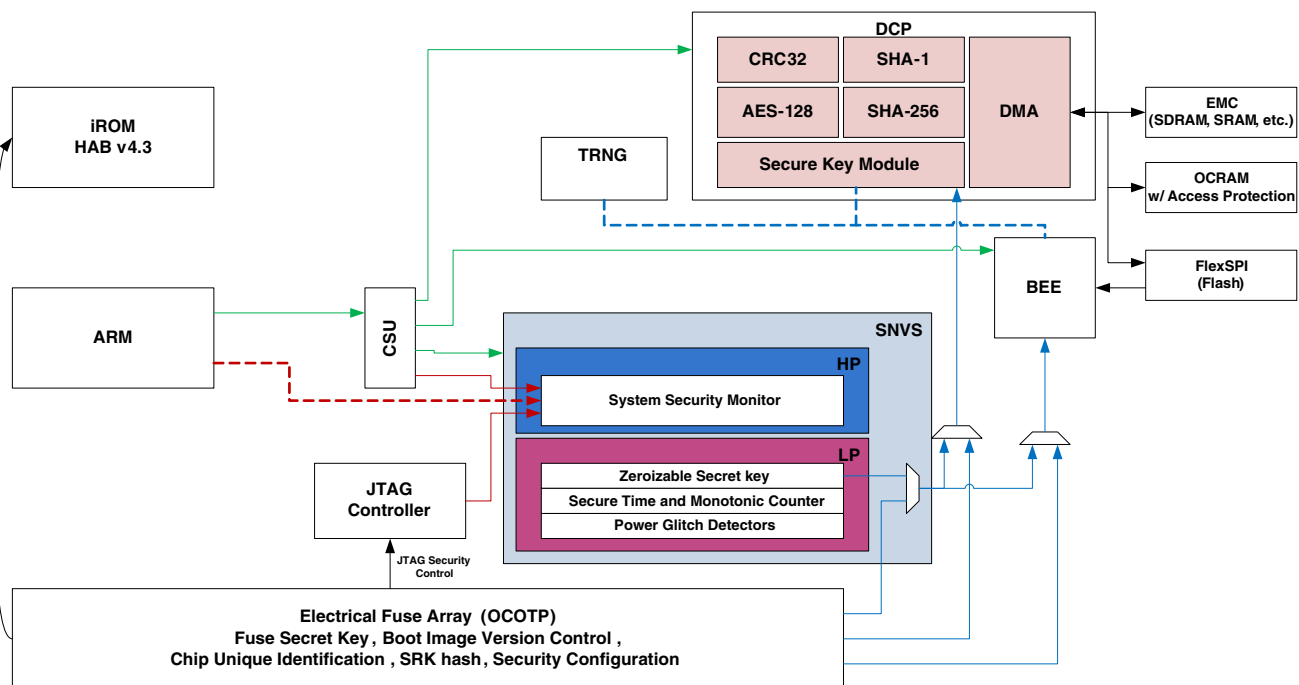 DCP
CRC32
SHA-1
AES-128
SHA-256
DMA
Secure Key Module
EMC
(SDRAM, SRAM, etc.)
OCRAM
w/ Access Protection
FlexSPI
(Flash)
iROM
HAB v4.3
TRNG
BEE
ARM
CSU
SNVS
HP
System Security Monitor
LP
Zeroizable Secret key
Secure Time and Monotonic Counter
Power Glitch Detectors
JTAG
Controller
JTAG Security
Control
Electrical Fuse Array (OCOTP)
Fuse Secret Key , Boot Image Version Control ,
Chip Unique Identification , SRK hash, Security Configuration